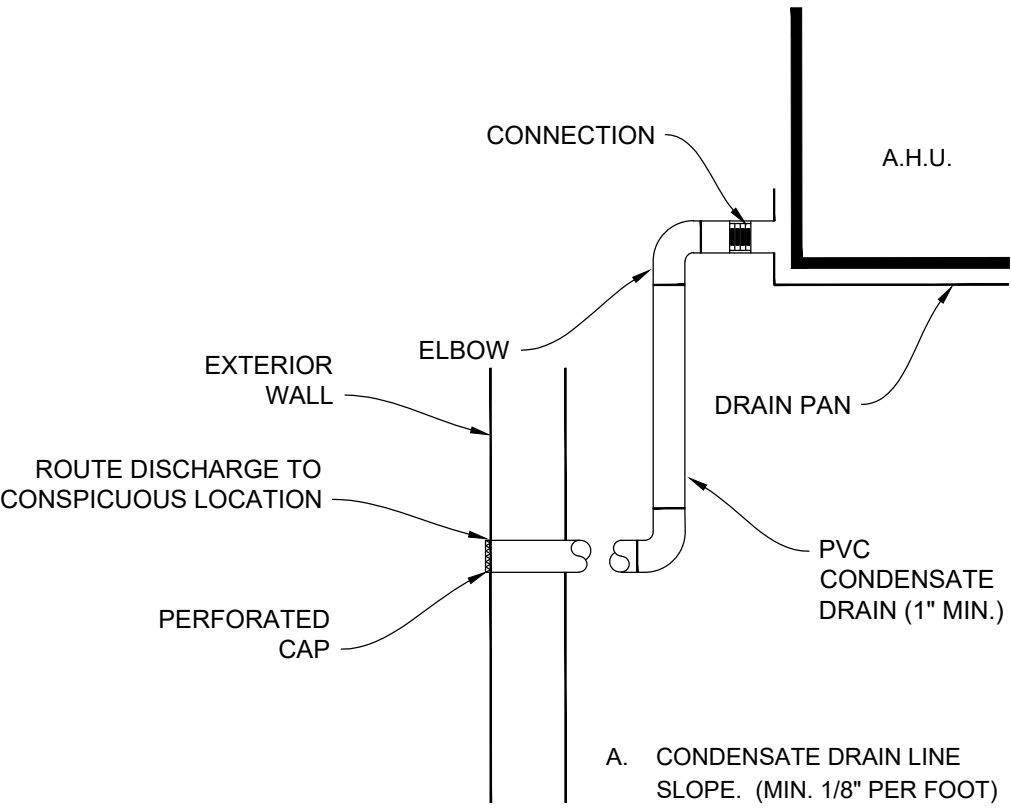 CONNECTION
A.H.U.
ELBOW
EXTERIOR
WALL
DRAIN PAN
ROUTE DISCHARGE TO
CONSPICUOUS LOCATION
PVC
CONDENSATE
DRAIN (1" MIN.)
PERFORATED
CAP
A. CONDENSATE DRAIN LINE
SLOPE. (MIN. 1/8" PER FOOT)